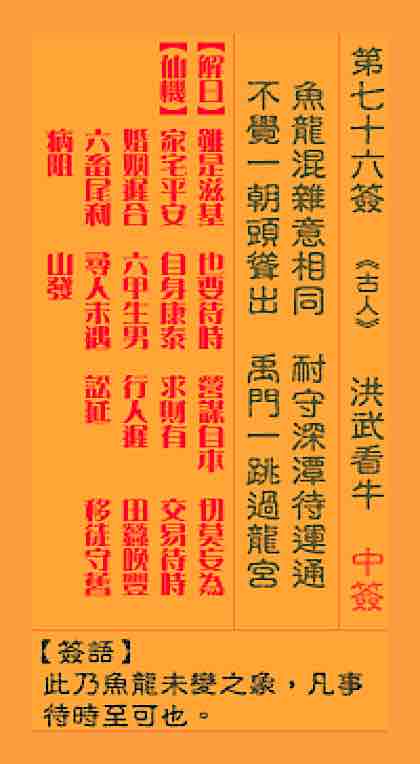 第七十六簽 《古人》 洪武看牛 中簽
魚龍混雜意相同 耐守深潭待運通
不覺一朝頭聳出 禹門一跳過龍宮
【解曰】雖是滋基 也要待時 營謀自本 切莫妄為
【仙機】家宅平安 自身康泰 求財有 交易待時
婚姻遲合 六甲生男 行人遲 田蠶晚豐
六畜尾利 尋人未遇 訟延 移徒守舊
病阻 山發
【簽語】
此乃魚龍未變之象，凡事
待時至可也。